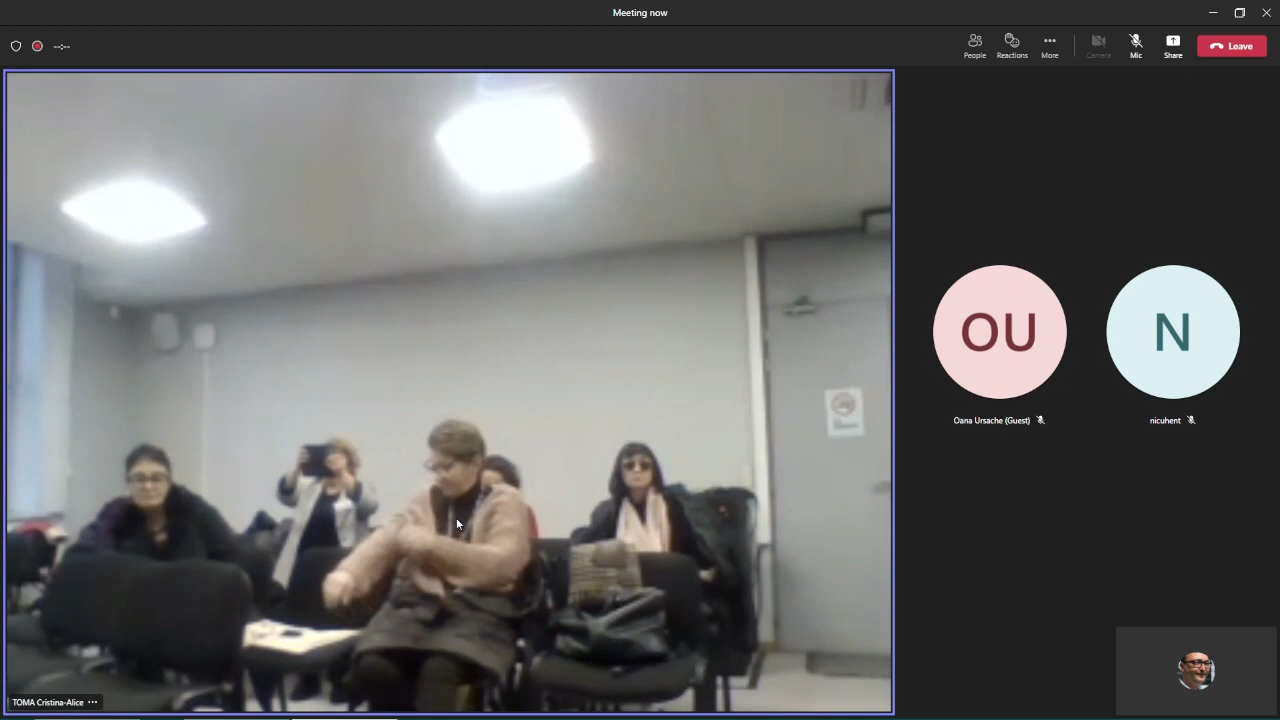 Meeting now
People
Reactions
More
Camera
Mic
Share
Leave
OU
N
Oana Ursache (Guest)
nicuhent
TOMA Cristina-Alice